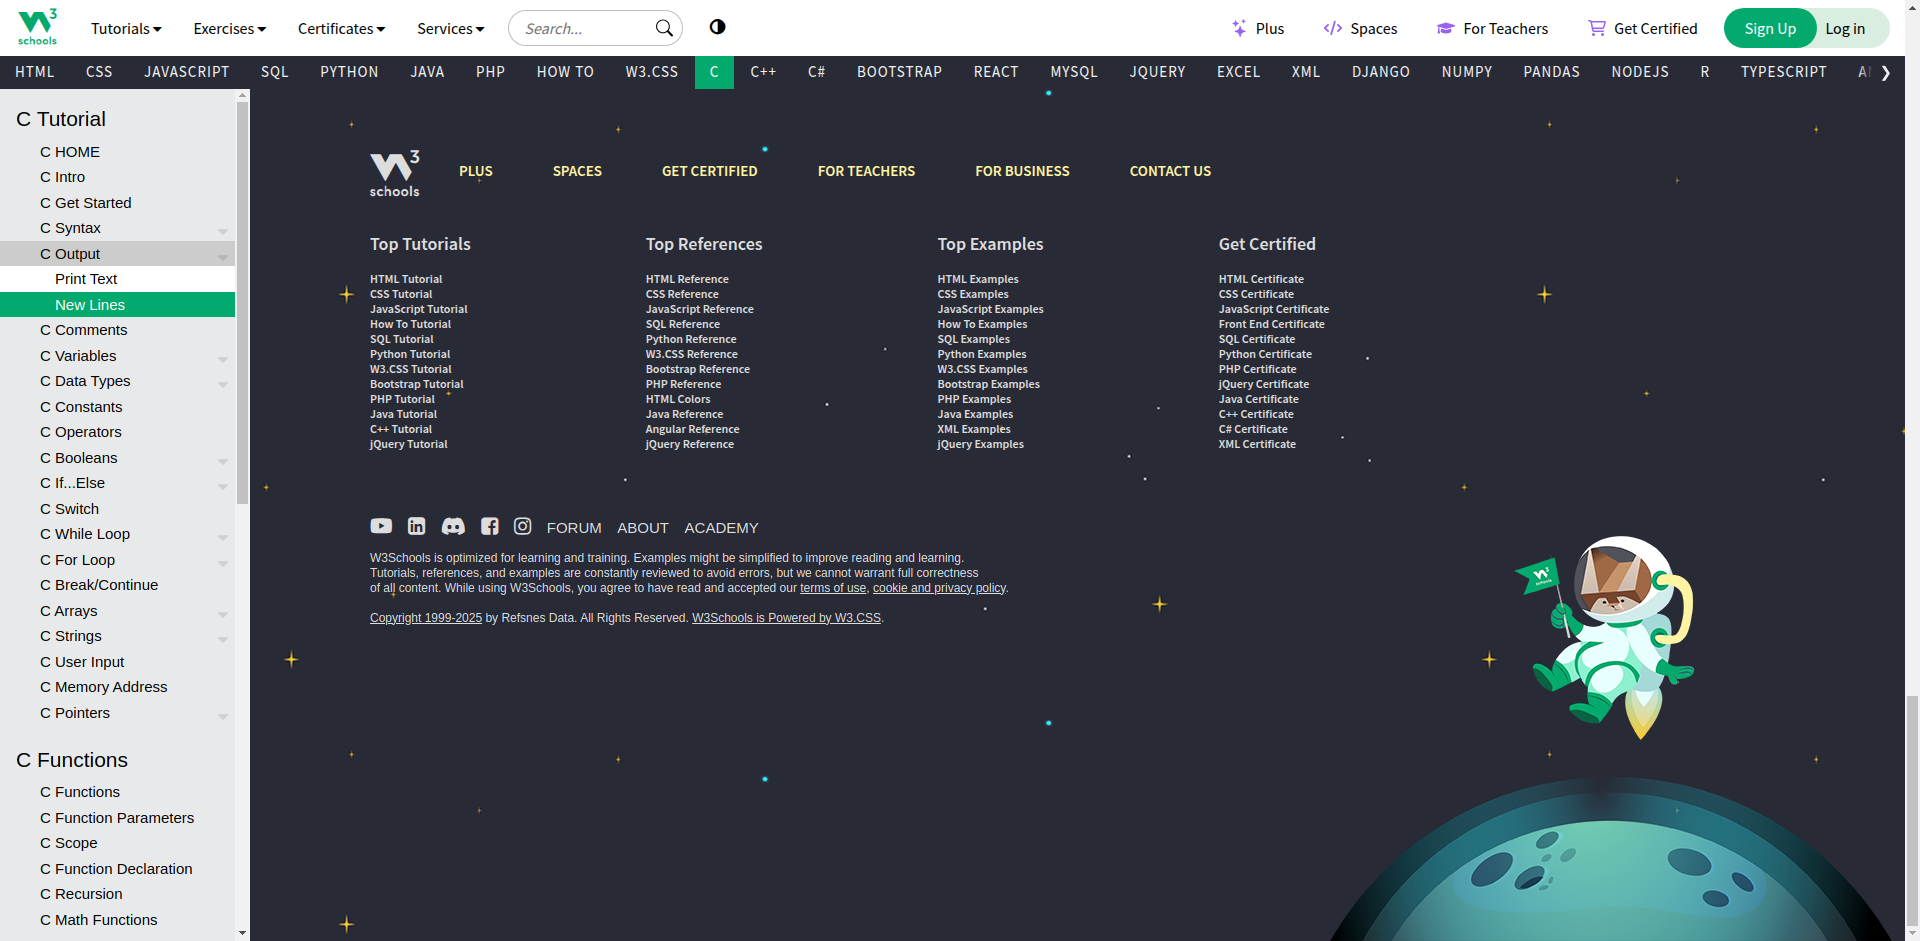 3
schools
Tutorials
Exercises
Certificates
Services
Search...
Plus
Spaces
For Teachers
Get Certified
Sign Up
Log in
HTML CSS JAVASCRIPT SQL PYTHON JAVA PHP HOW TO W3.CSS C C++ C# BOOTSTRAP REACT MYSQL JQUERY EXCEL XML DJANGO NUMPY PANDAS NODEJS R TYPESCRIPT
C Tutorial
C HOME
C Intro
C Get Started
C Syntax
C Output
Print Text
New Lines
C Comments
C Variables
C Data Types
C Constants
C Operators
C Booleans
C If...Else
C Switch
C While Loop
C For Loop
C Break/Continue
C Arrays
C Strings
C User Input
C Memory Address
C Pointers
C Functions
C Functions
C Function Parameters
C Scope
C Function Declaration
C Recursion
C Math Functions
W3
schools
PLUS SPACES GET CERTIFIED FOR TEACHERS FOR BUSINESS CONTACT US
Top Tutorials
HTML Tutorial
CSS Tutorial
JavaScript Tutorial
How To Tutorial
SQL Tutorial
Python Tutorial
W3.CSS Tutorial
Bootstrap Tutorial
PHP Tutorial
Java Tutorial
C++ Tutorial
jQuery Tutorial
Top References
HTML Reference
CSS Reference
JavaScript Reference
SQL Reference
Python Reference
W3.CSS Reference
Bootstrap Reference
PHP Reference
HTML Colors
Java Reference
Angular Reference
jQuery Reference
Top Examples
HTML Examples
CSS Examples
JavaScript Examples
How To Examples
SQL Examples
Python Examples
W3.CSS Examples
Bootstrap Examples
PHP Examples
Java Examples
XML Examples
jQuery Examples
Get Certified
HTML Certificate
CSS Certificate
JavaScript Certificate
Front End Certificate
SQL Certificate
Python Certificate
PHP Certificate
jQuery Certificate
Java Certificate
C++ Certificate
C# Certificate
XML Certificate
FORUM ABOUT ACADEMY
W3Schools is optimized for learning and training. Examples might be simplified to improve reading and learning.
Tutorials, references, and examples are constantly reviewed to avoid errors, but we cannot warrant full correctness
of all content. While using W3Schools, you agree to have read and accepted our terms of use, cookie and privacy policy.
Copyright 1999-2025 by Refsnes Data. All Rights Reserved. W3Schools is Powered by W3.CSS.